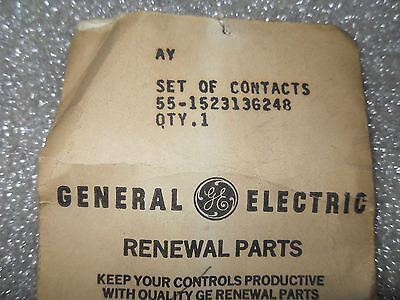 AY
SET OF CONTACTS
55-152313G248
QTY.1
GENERAL GE ELECTRIC
RENEWAL PARTS
KEEP YOUR CONTROLS PRODUCTIVE
WITH QUALITY GE RENEWAL PARTS